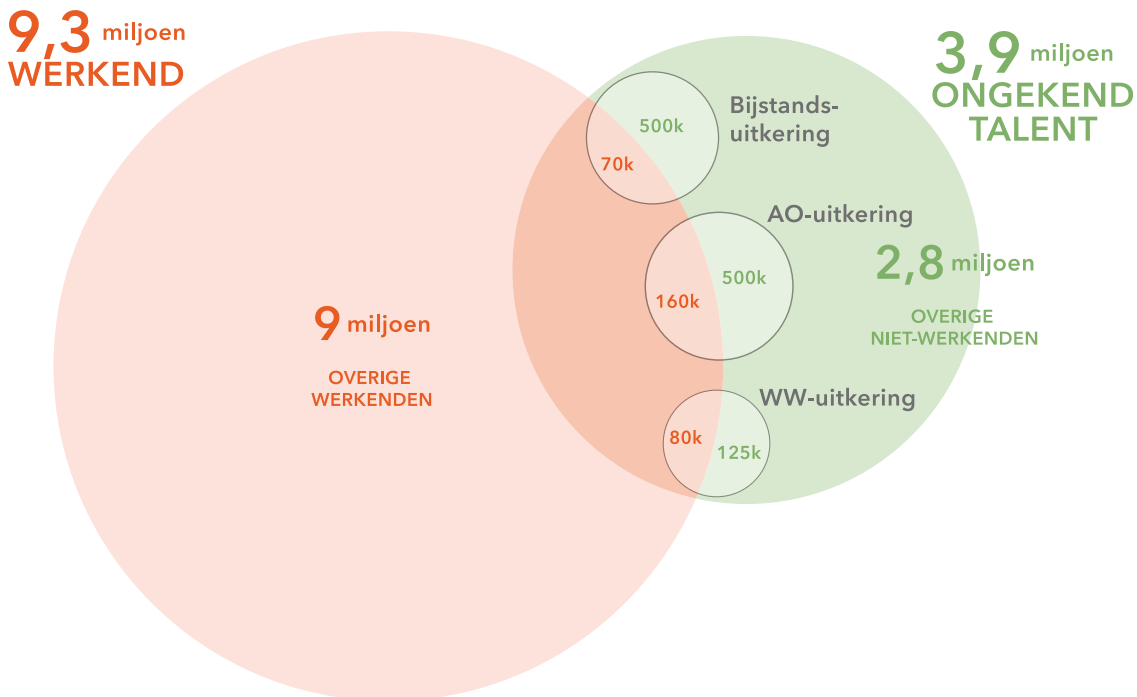 9,3 miljoen
WERKEND
3,9 miljoen
ONGEKEND
TALENT
Bijstands-
uitkering
500k
70k
AO-uitkering
500k
160k
2,8 miljoen
OVERIGE
NIET-WERKENDEN
9 miljoen
OVERIGE
WERKENDEN
WW-uitkering
80k
125k